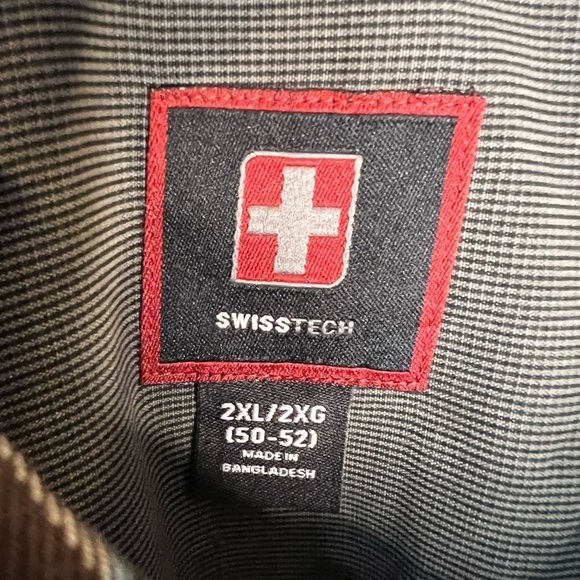 SWISSTECH
2XL/2XG
(50-52)
MADE IN
BANGLADESH